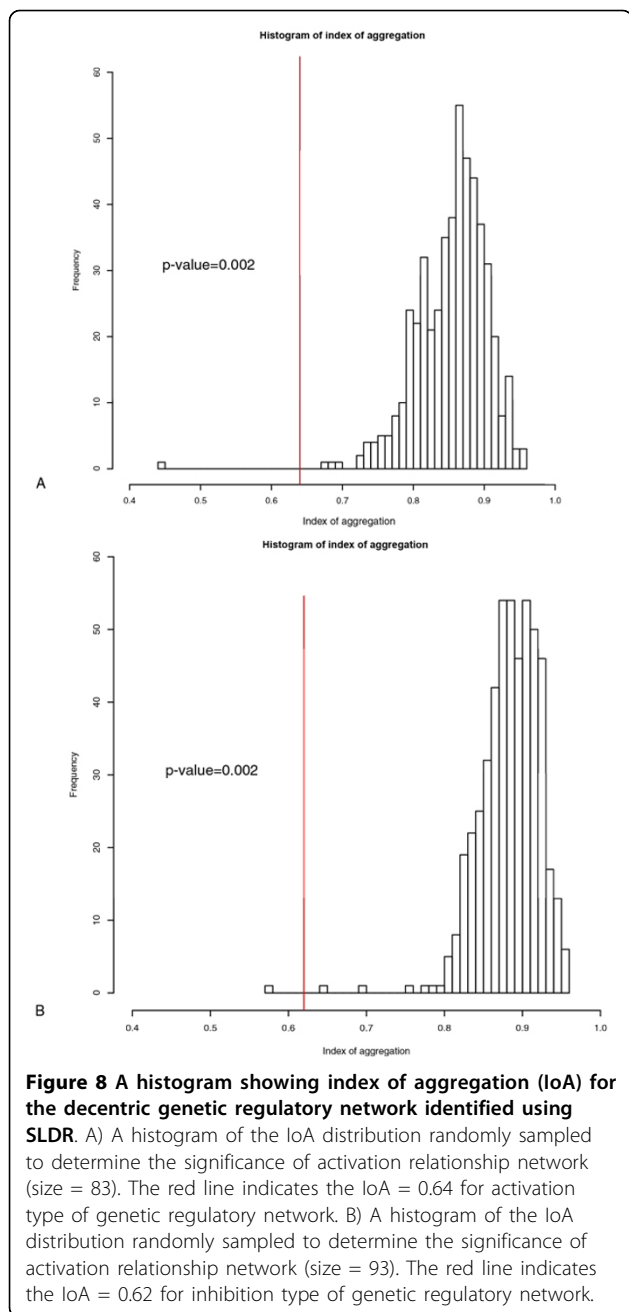 Histogram of index of aggregation
60
50
40
30
20
10
0
Frequency
p-value=0.002
A
0.4 0.5 0.6 0.7 0.8 0.9 1.0
Index of aggregation
Histogram of index of aggregation
60
50
40
30
20
10
0
Frequency
p-value=0.002
B
0.4 0.5 0.6 0.7 0.8 0.9 1.0
Index of aggregation
Figure 8 A histogram showing index of aggregation (IoA) for
the decentric genetic regulatory network identified using
SLDR. A) A histogram of the IoA distribution randomly sampled
to determine the significance of activation relationship network
(size = 83). The red line indicates the IoA = 0.64 for activation
type of genetic regulatory network. B) A histogram of the IoA
distribution randomly sampled to determine the significance of
activation relationship network (size = 93). The red line indicates
the IoA = 0.62 for inhibition type of genetic regulatory network.